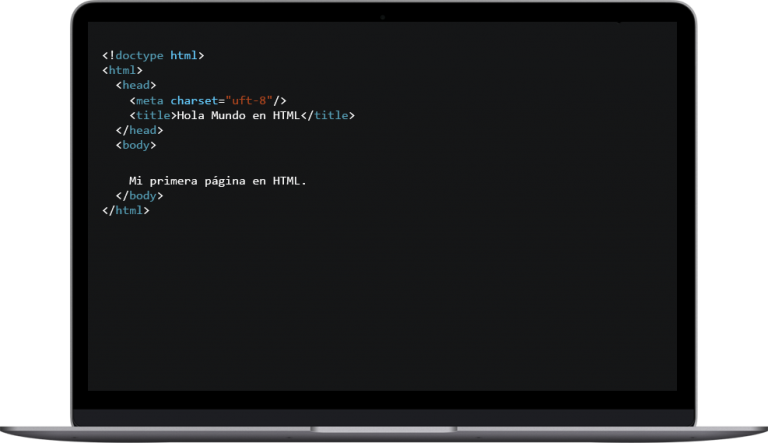 <!doctype html>
<html>
<head>
<meta charset="uft-8"/>
<title>Hola Mundo en HTML</title>
</head>
<body>
Mi primera página en HTML.
</body>
</html>